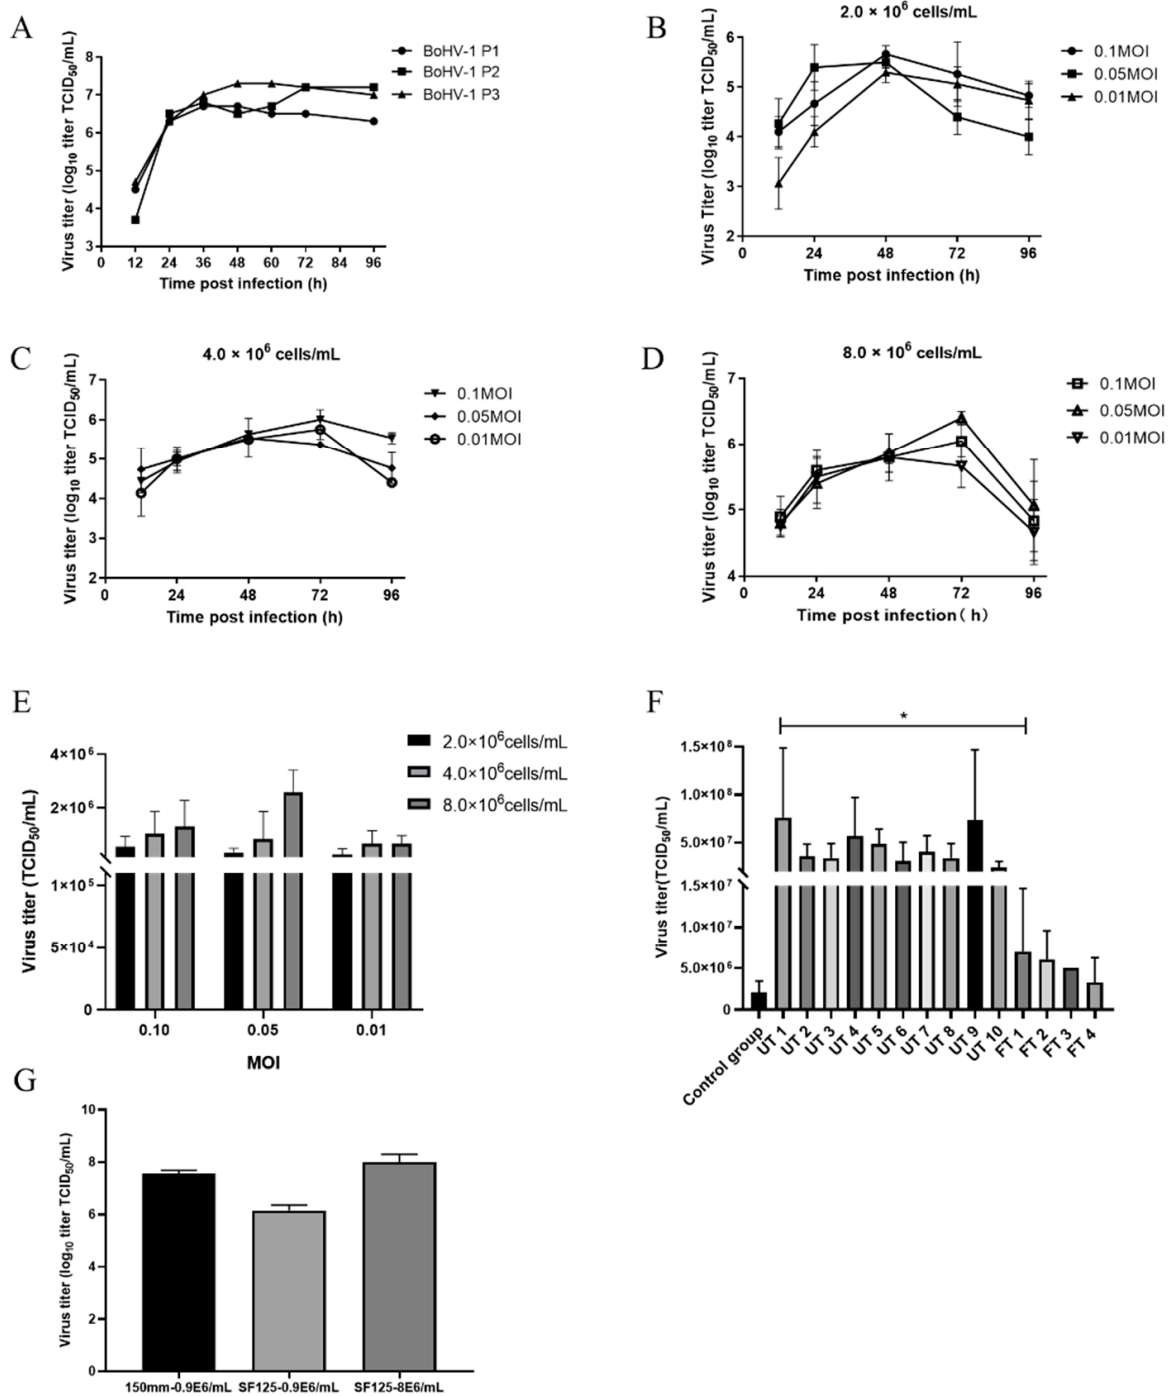 A
Virus titer (log10 titer TCID50/mL)
8
7
6
5
4
3
0 12 24 36 48 60 72 84 96
Time post infection (h)
BoHV-1 P1
BoHV-1 P2
BoHV-1 P3
B
2.0 × 10^6 cells/mL
Virus Titer (log10 titer TCID50/mL)
6
5
4
3
2
0 24 48 72 96
Time post infection (h)
0.1MOI
0.05MOI
0.01MOI
C
4.0 × 10^6 cells/mL
Virus titer (log10 titer TCID50/mL)
7
6
5
4
3
2
0 24 48 72 96
Time post infection (h)
0.1MOI
0.05MOI
0.01MOI
D
8.0 × 10^6 cells/mL
Virus titer (log10 titer TCID50/mL)
7
6
5
4
0 24 48 72 96
Time post infection（h）
0.1MOI
0.05MOI
0.01MOI
E
Virus titer (TCID50/mL)
4×10^6
2×10^6
1×10^5
5×10^4
0
0.10 0.05 0.01
MOI
2.0×10^6cells/mL
4.0×10^6cells/mL
8.0×10^6cells/mL
F
*
Virus titer(TCID50/mL)
1.5×10^8
1.0×10^8
5.0×10^7
1.5×10^7
1.0×10^7
5.0×10^6
0
Control group
UT 1
UT 2
UT 3
UT 4
UT 5
UT 6
UT 7
UT 8
UT 9
UT 10
FT 1
FT 2
FT 3
FT 4
G
Virus titer (log10 titer TCID50/mL)
10
8
6
4
2
0
150mm-0.9E6/mL SF125-0.9E6/mL SF125-8E6/mL